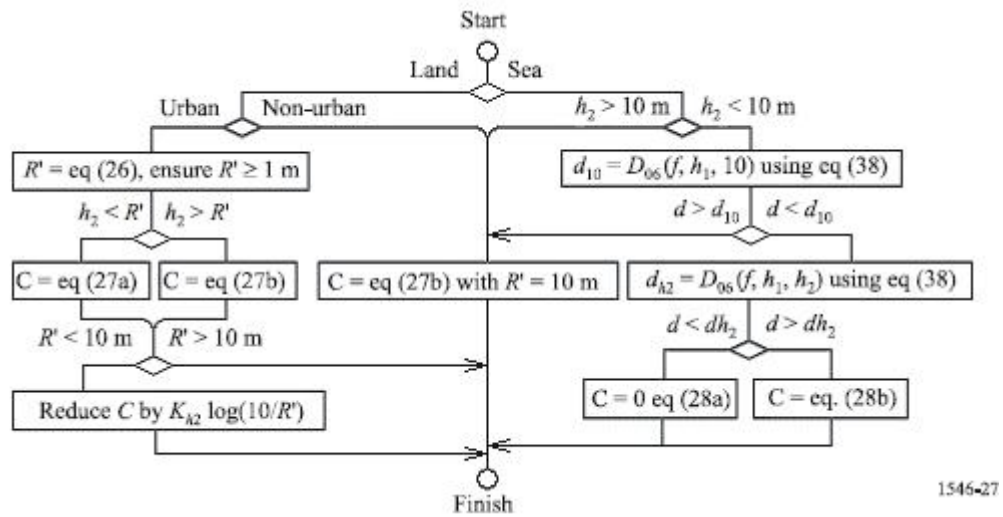 Start
Land Sea
Urban Non-urban
h₂ > 10 m h₂ < 10 m
R' = eq (26), ensure R' ≥ 1 m
d₁₀ = D₀₆(f, h₁, 10) using eq (38)
h₂ < R' h₂ > R'
d > d₁₀ d < d₁₀
C = eq (27a)
C = eq (27b)
C = eq (27b) with R' = 10 m
d_h2 = D₀₆(f, h₁, h₂) using eq (38)
R' < 10 m R' > 10 m
d < dh₂ d > dh₂
Reduce C by K_h2 log(10/R')
C = 0 eq (28a)
C = eq. (28b)
Finish
1546-27